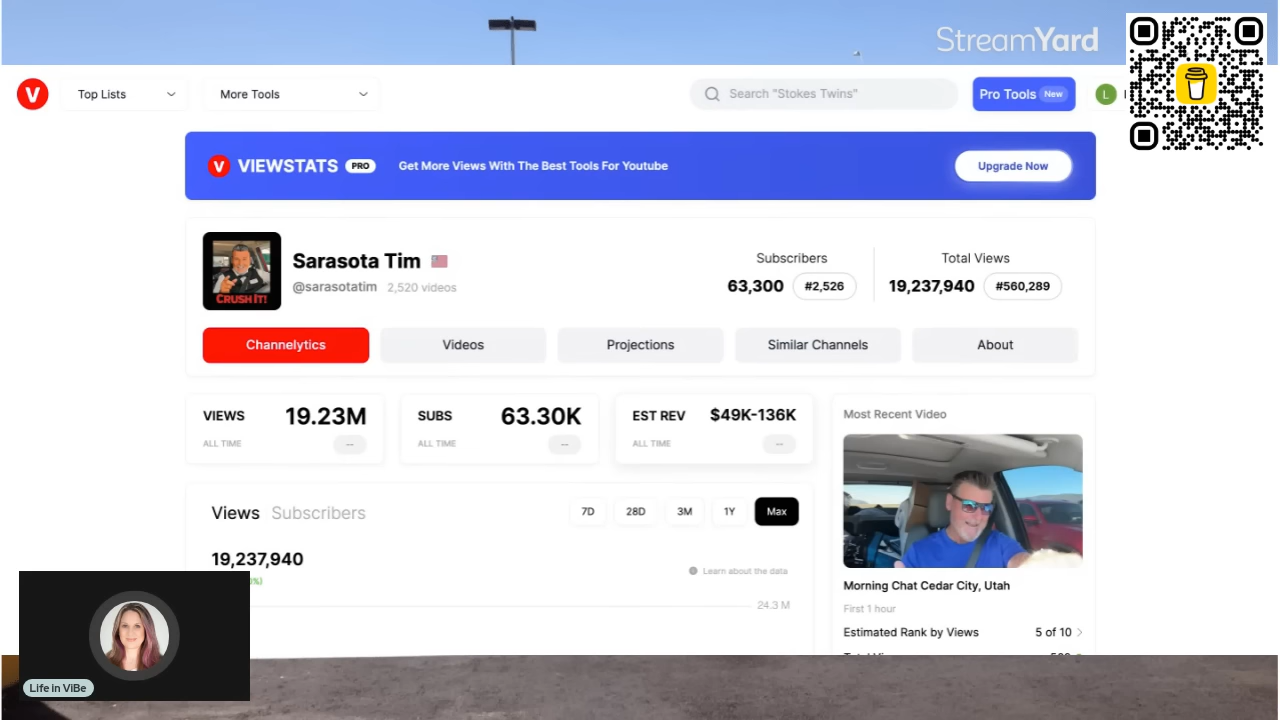 StreamYard
V
Top Lists
More Tools
Search "Stokes Twins"
Pro Tools New
L
V VIEWSTATS PRO
Get More Views With The Best Tools For Youtube
Upgrade Now
CRUSH IT!
Sarasota Tim
@sarasotatim 2,520 videos
Subscribers
63,300 #2,526
Total Views
19,237,940 #560,289
Channelytics
Videos
Projections
Similar Channels
About
VIEWS 19.23M
ALL TIME --
SUBS 63.30K
ALL TIME --
EST REV $49K-136K
ALL TIME --
Most Recent Video
Views Subscribers
7D 28D 3M 1Y Max
19,237,940
Learn about the data
24.3 M
Morning Chat Cedar City, Utah
First 1 hour
Estimated Rank by Views 5 of 10
Life in ViBe